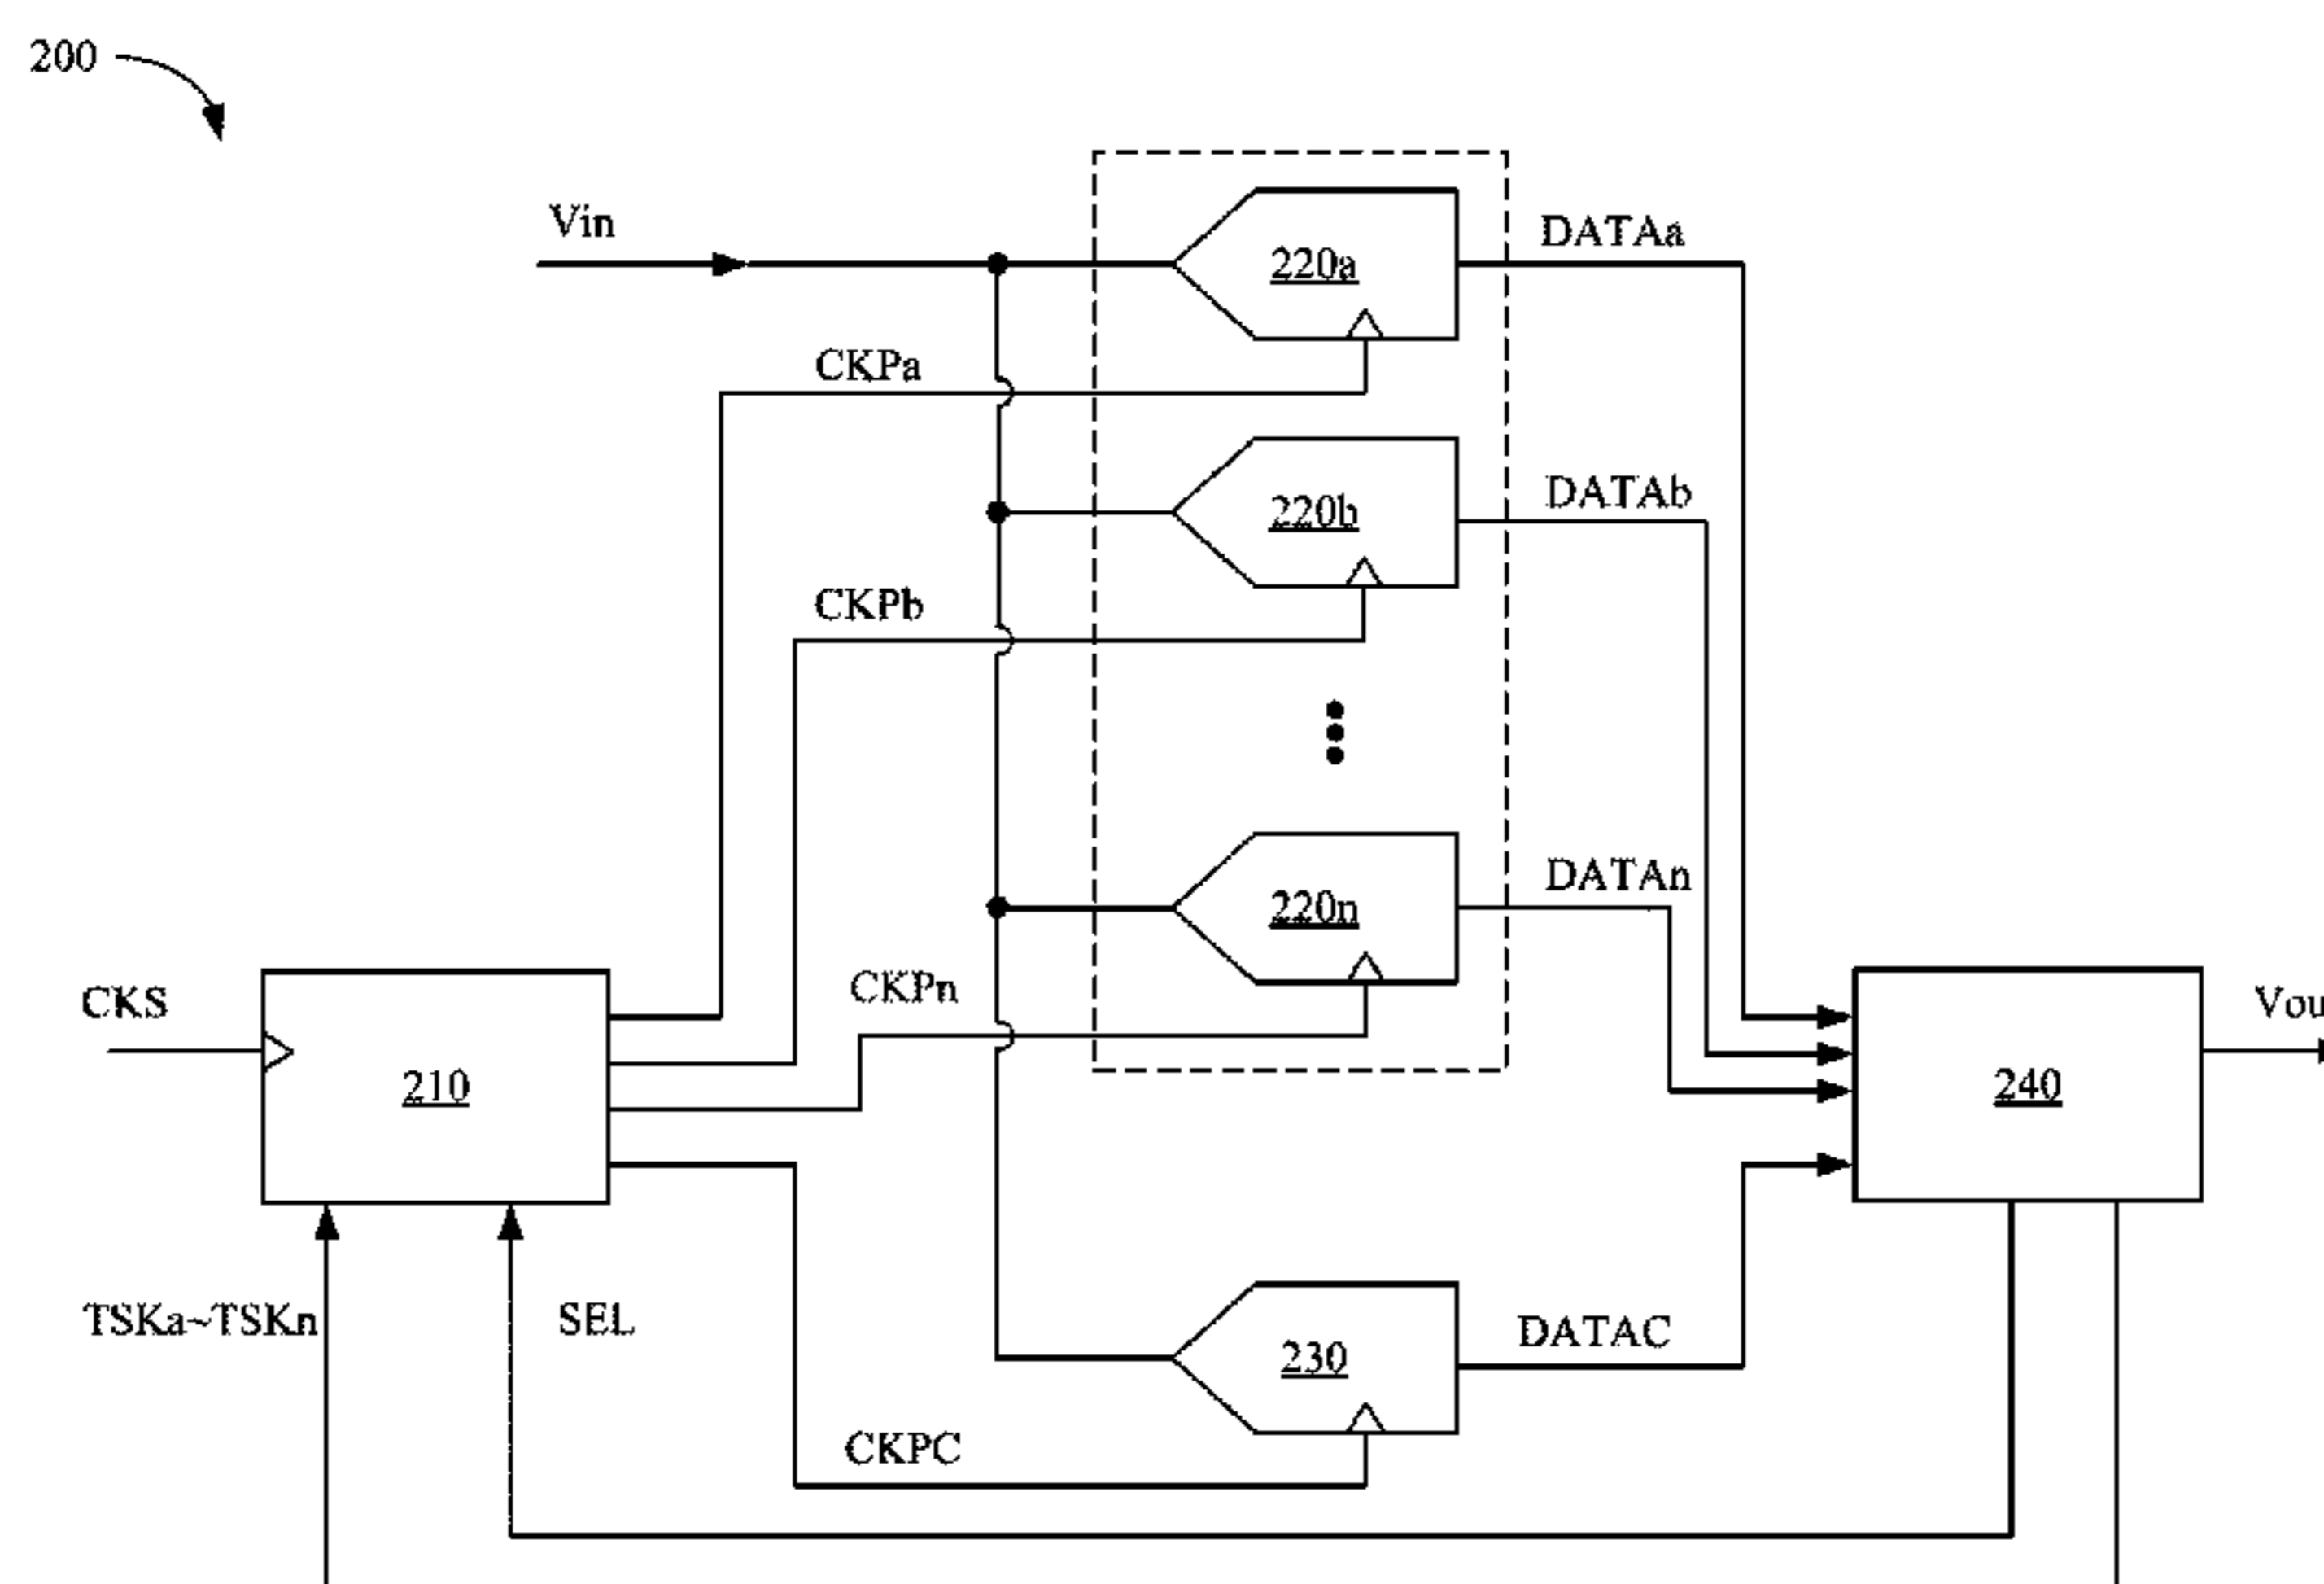 200
Vin
220a
DATAa
CKPa
220b
DATAb
CKPb
220n
DATAn
CKPn
CKS
210
240
Vou
TSKa~TSKn
SEL
230
DATAC
CKPC